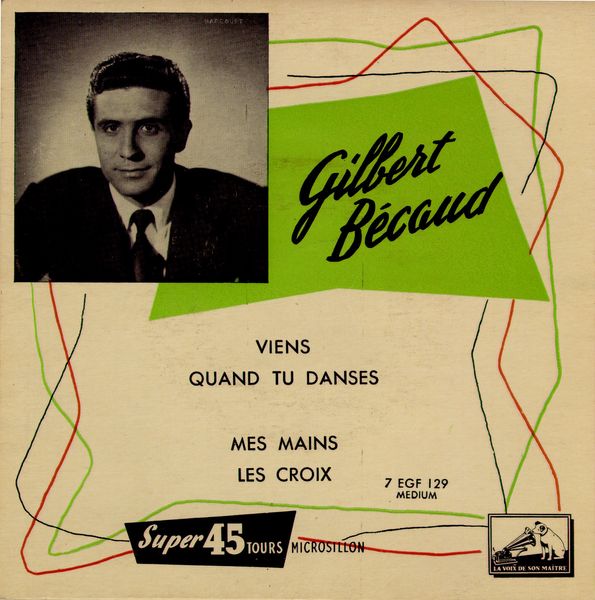 HARCOURT
Gilbert
Bécaud
VIENS
QUAND TU DANSES
MES MAINS
LES CROIX
7 EGF 129
MEDIUM
Super 45 TOURS MICROSILLON
LA VOIX DE SON MAÎTRE